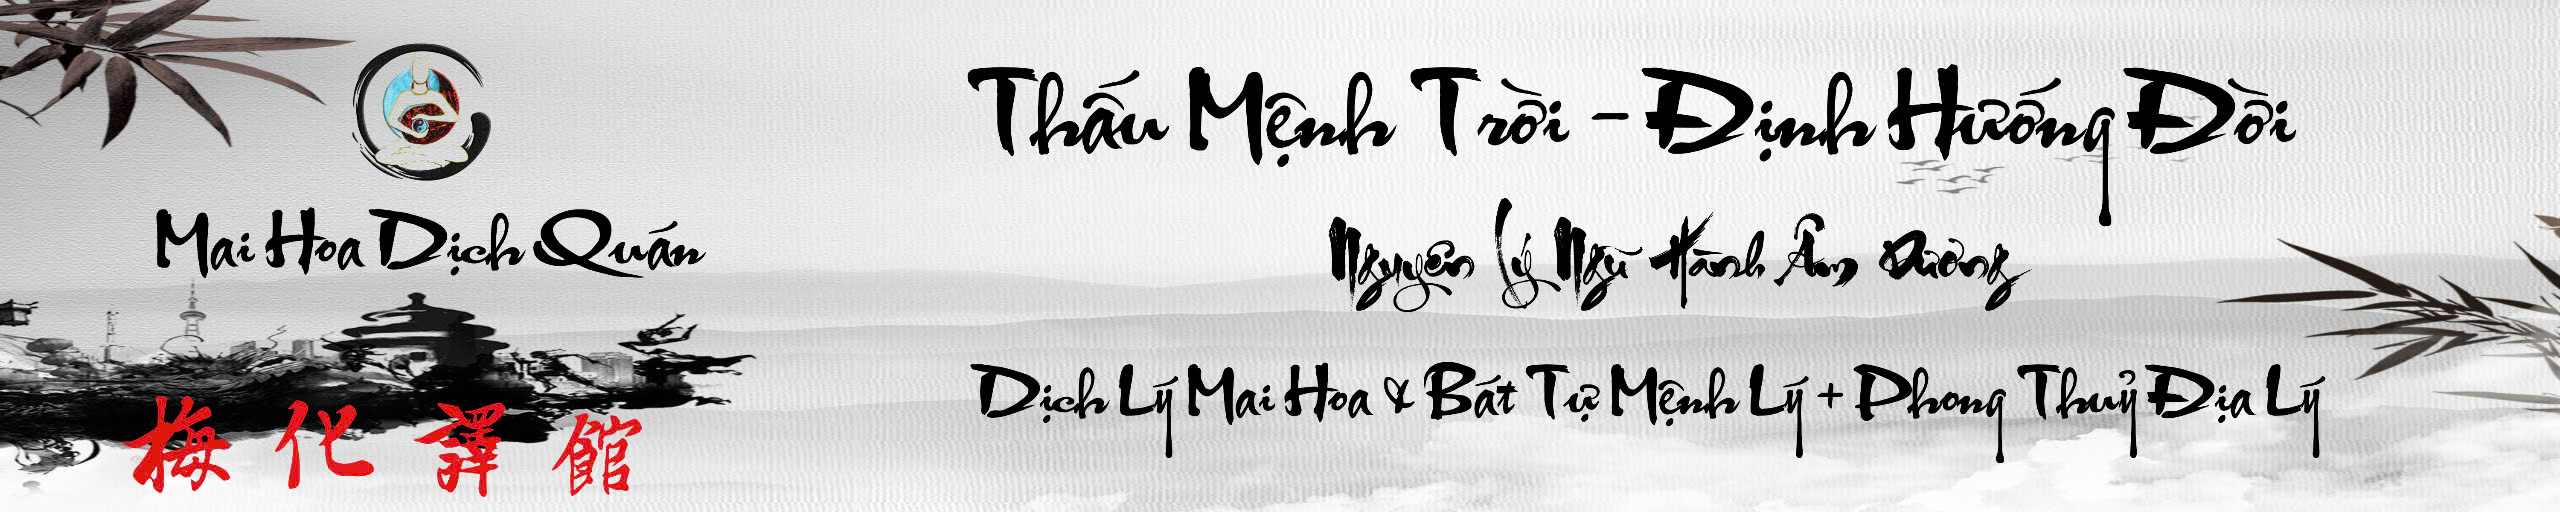 Mai Hoa Dịch Quán
梅化譯館
Thấu Mệnh Trời - Định Hướng Đời
Nguyên Lý Ngũ Hành Âm Dương
Dịch Lý Mai Hoa & Bát Tự Mệnh Lý + Phong Thuỷ Địa Lý